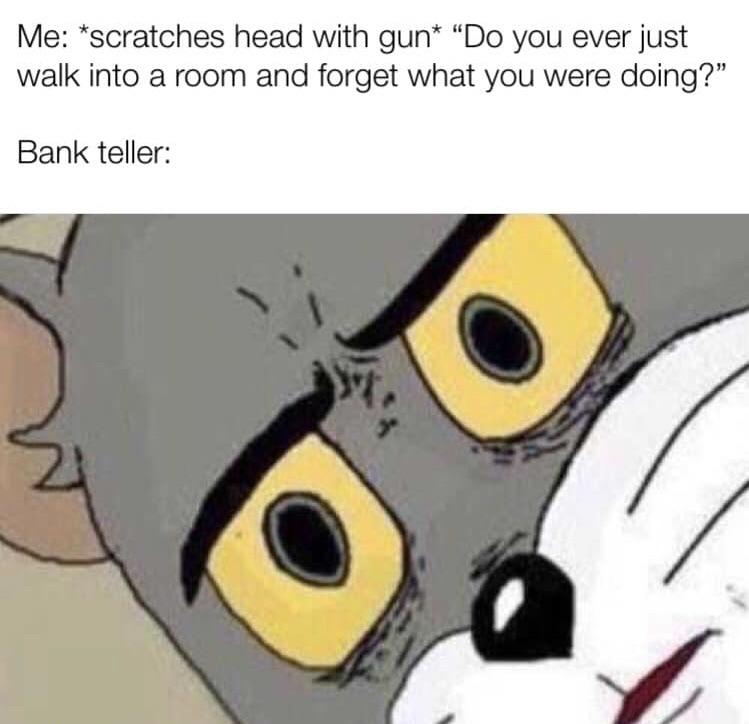 Me: *scratches head with gun* “Do you ever just
walk into a room and forget what you were doing?”
Bank teller: